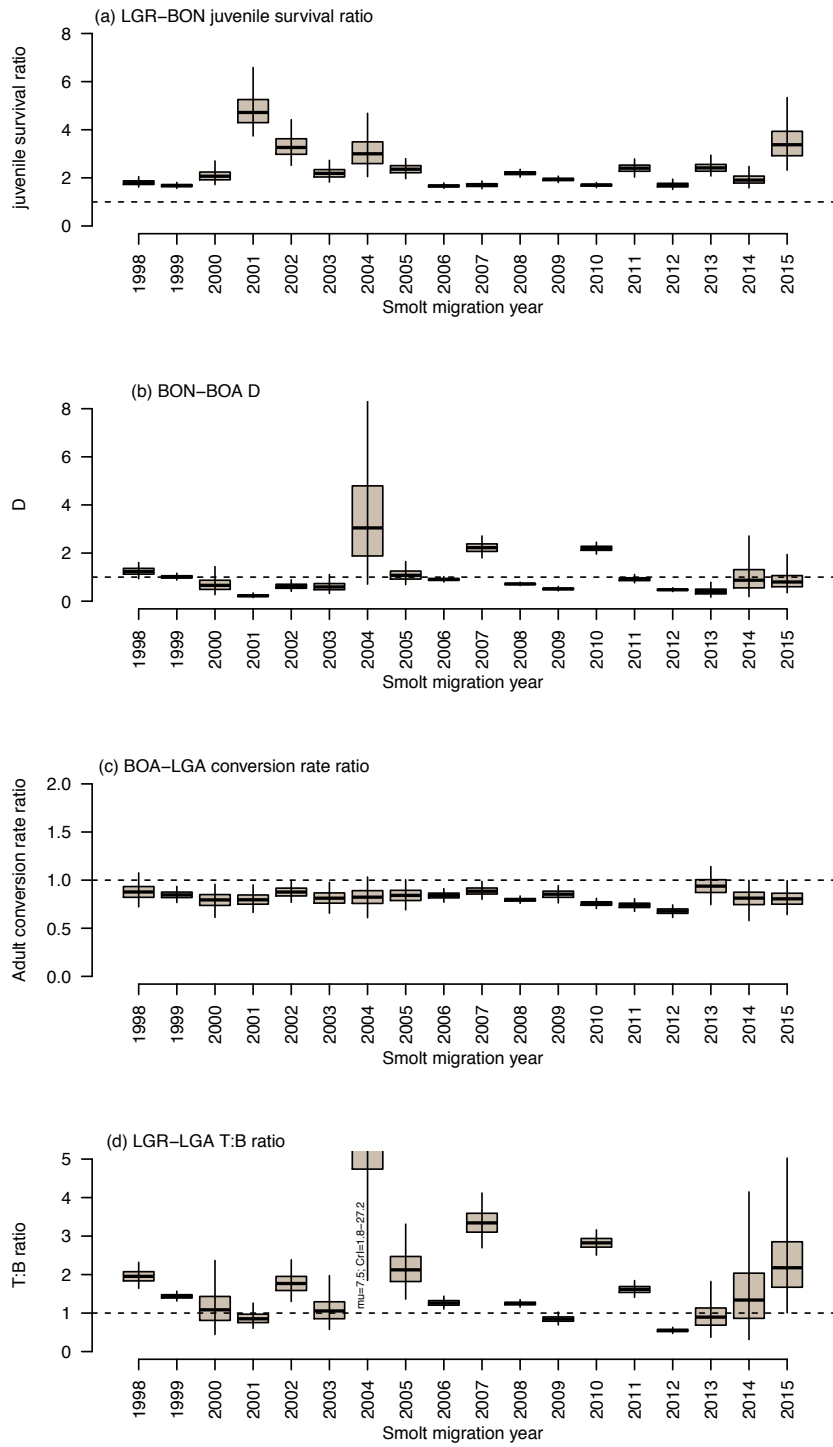 (a) LGR−BON juvenile survival ratio
juvenile survival ratio
8
6
4
2
0
1998 1999 2000 2001 2002 2003 2004 2005 2006 2007 2008 2009 2010 2011 2012 2013 2014 2015
Smolt migration year
(b) BON−BOA D
D
8
6
4
2
0
1998 1999 2000 2001 2002 2003 2004 2005 2006 2007 2008 2009 2010 2011 2012 2013 2014 2015
Smolt migration year
(c) BOA−LGA conversion rate ratio
Adult conversion rate ratio
2.0
1.5
1.0
0.5
0.0
1998 1999 2000 2001 2002 2003 2004 2005 2006 2007 2008 2009 2010 2011 2012 2013 2014 2015
Smolt migration year
(d) LGR−LGA T:B ratio
T:B ratio
5
4
3
2
1
0
mu=7.5; CrI=1.8−27.2
1998 1999 2000 2001 2002 2003 2004 2005 2006 2007 2008 2009 2010 2011 2012 2013 2014 2015
Smolt migration year